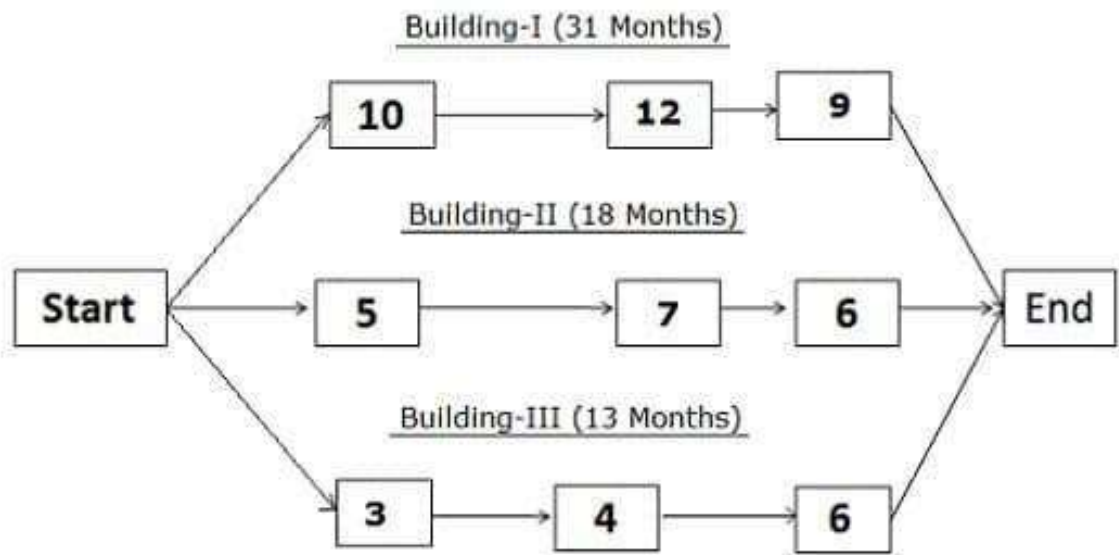 Building-I (31 Months)
10
12
9
Building-II (18 Months)
Start
5
7
6
End
Building-III (13 Months)
3
4
6